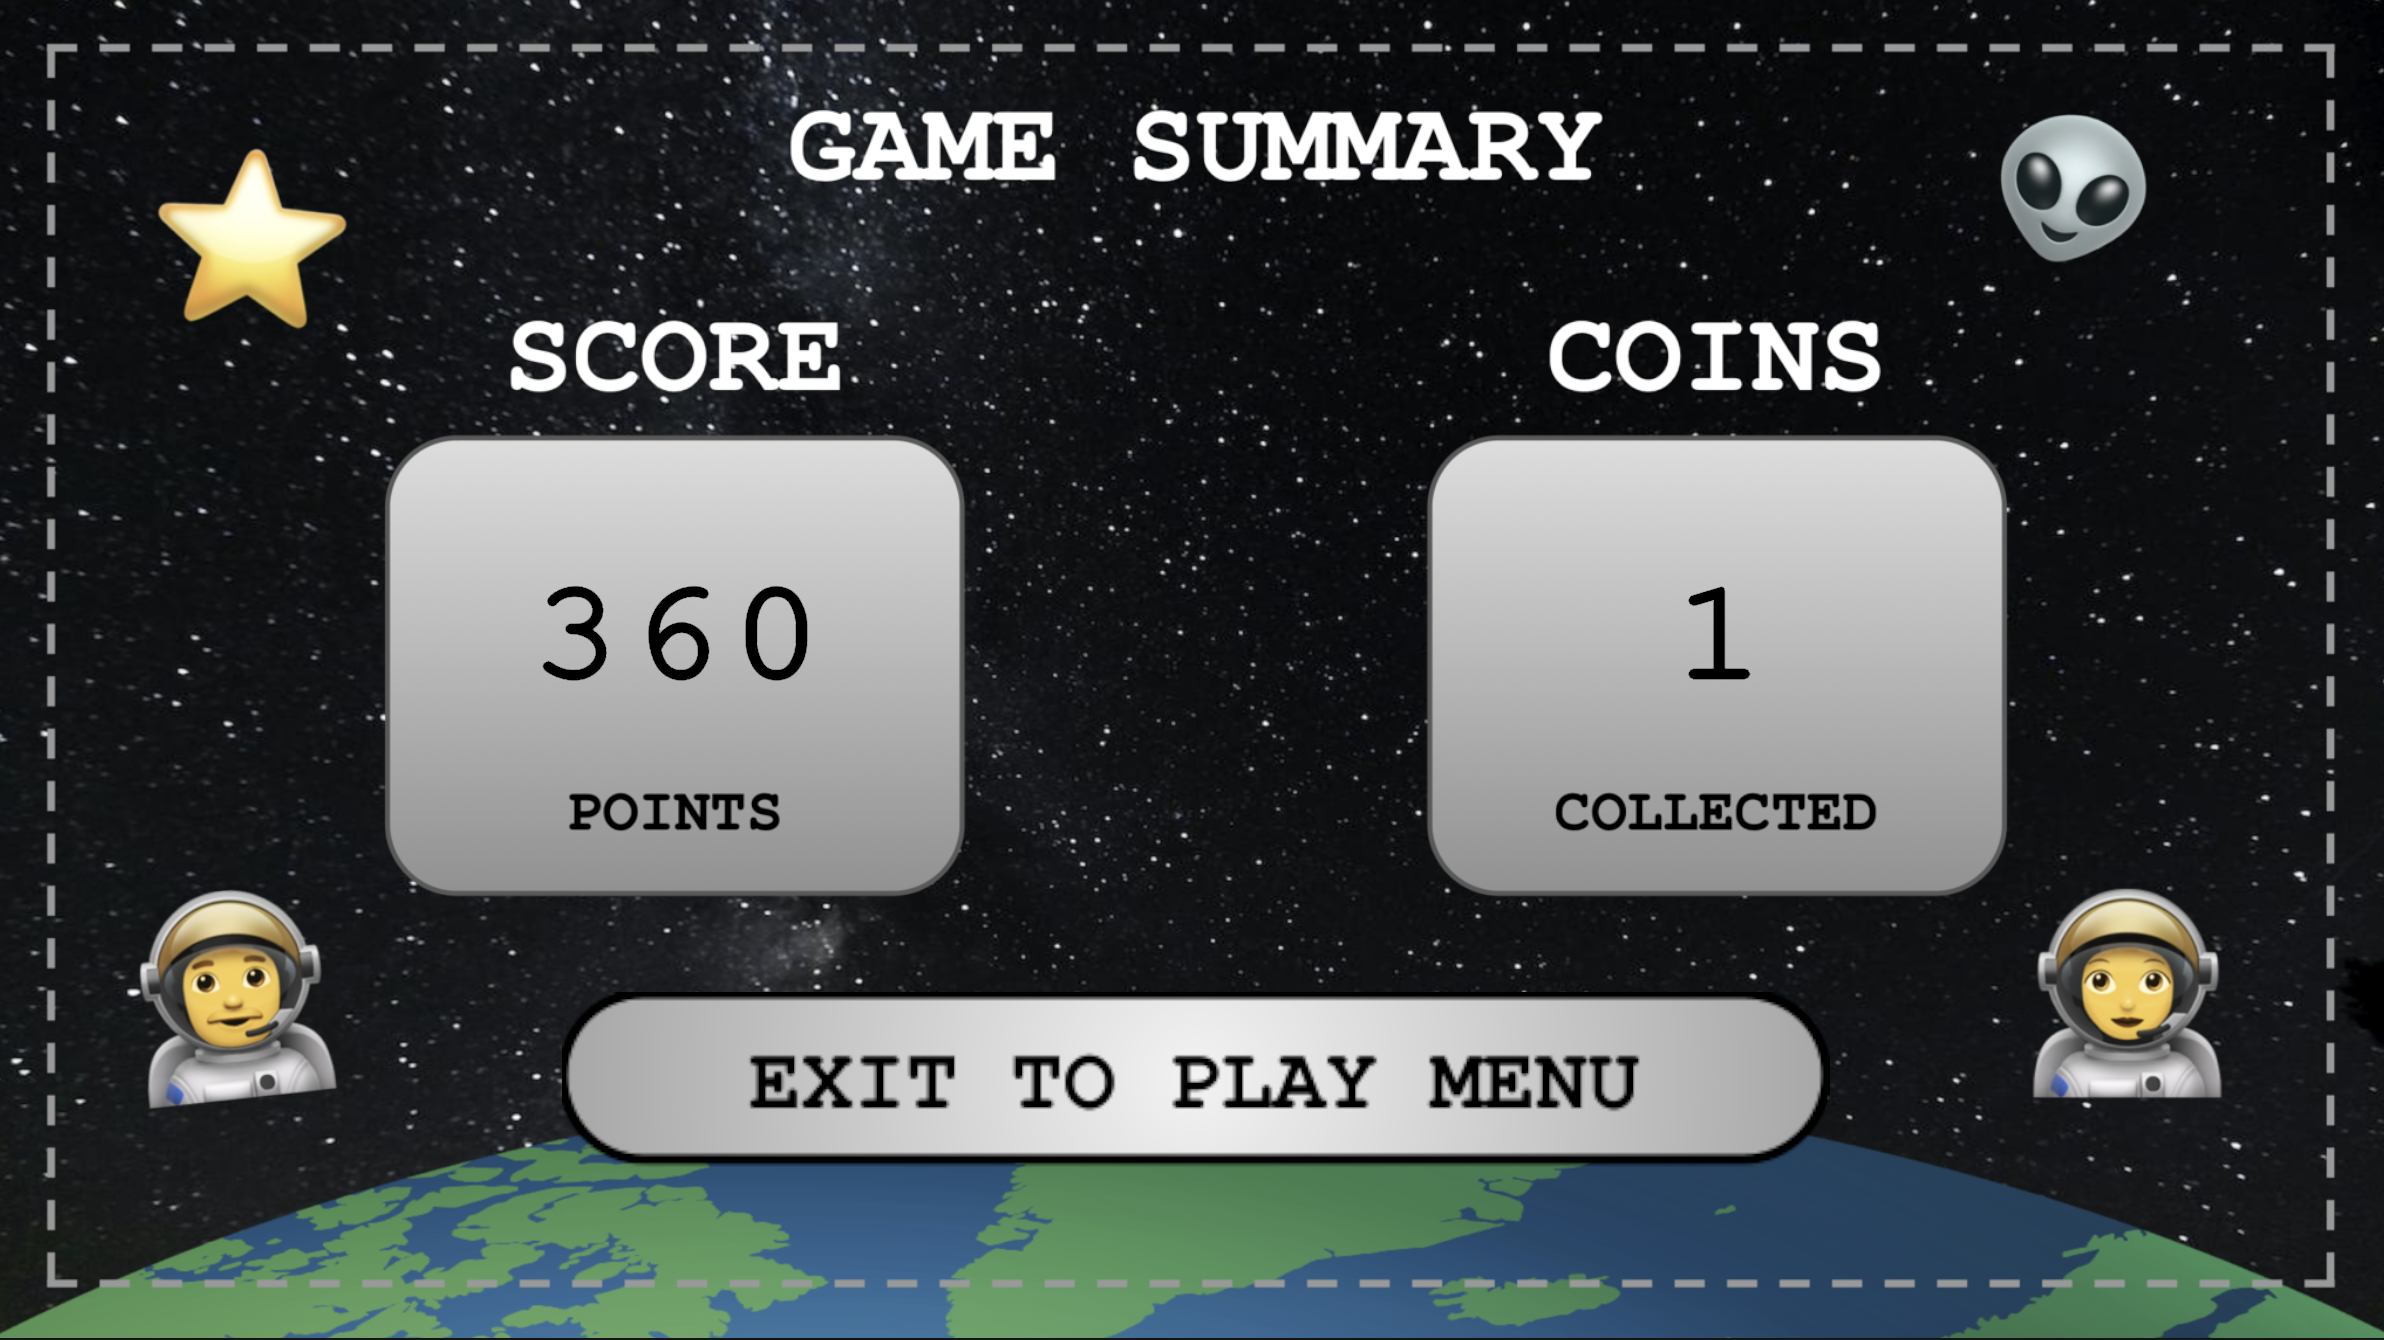 GAME SUMMARY
SCORE
COINS
360
1
POINTS
COLLECTED
EXIT TO PLAY MENU